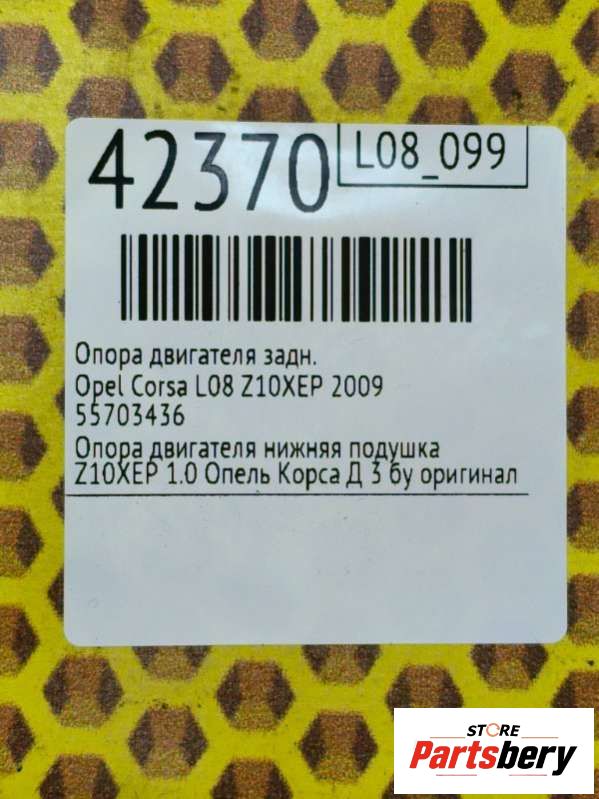 42370
L08_099
Опора двигателя задн.
Opel Corsa L08 Z10XEP 2009
55703436
Опора двигателя нижняя подушка
Z10XEP 1.0 Опель Корса Д 3 бу оригинал
STORE
Partsbery